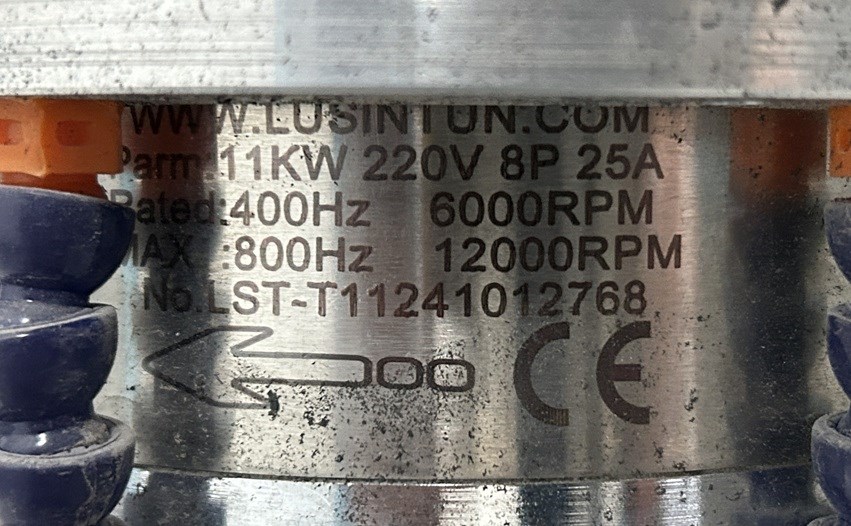 WWW.LUSINTUN.COM
Parm:11KW 220V 8P 25A
Rated:400Hz 6000RPM
MAX :800Hz 12000RPM
No.LST-T11241012768
CE